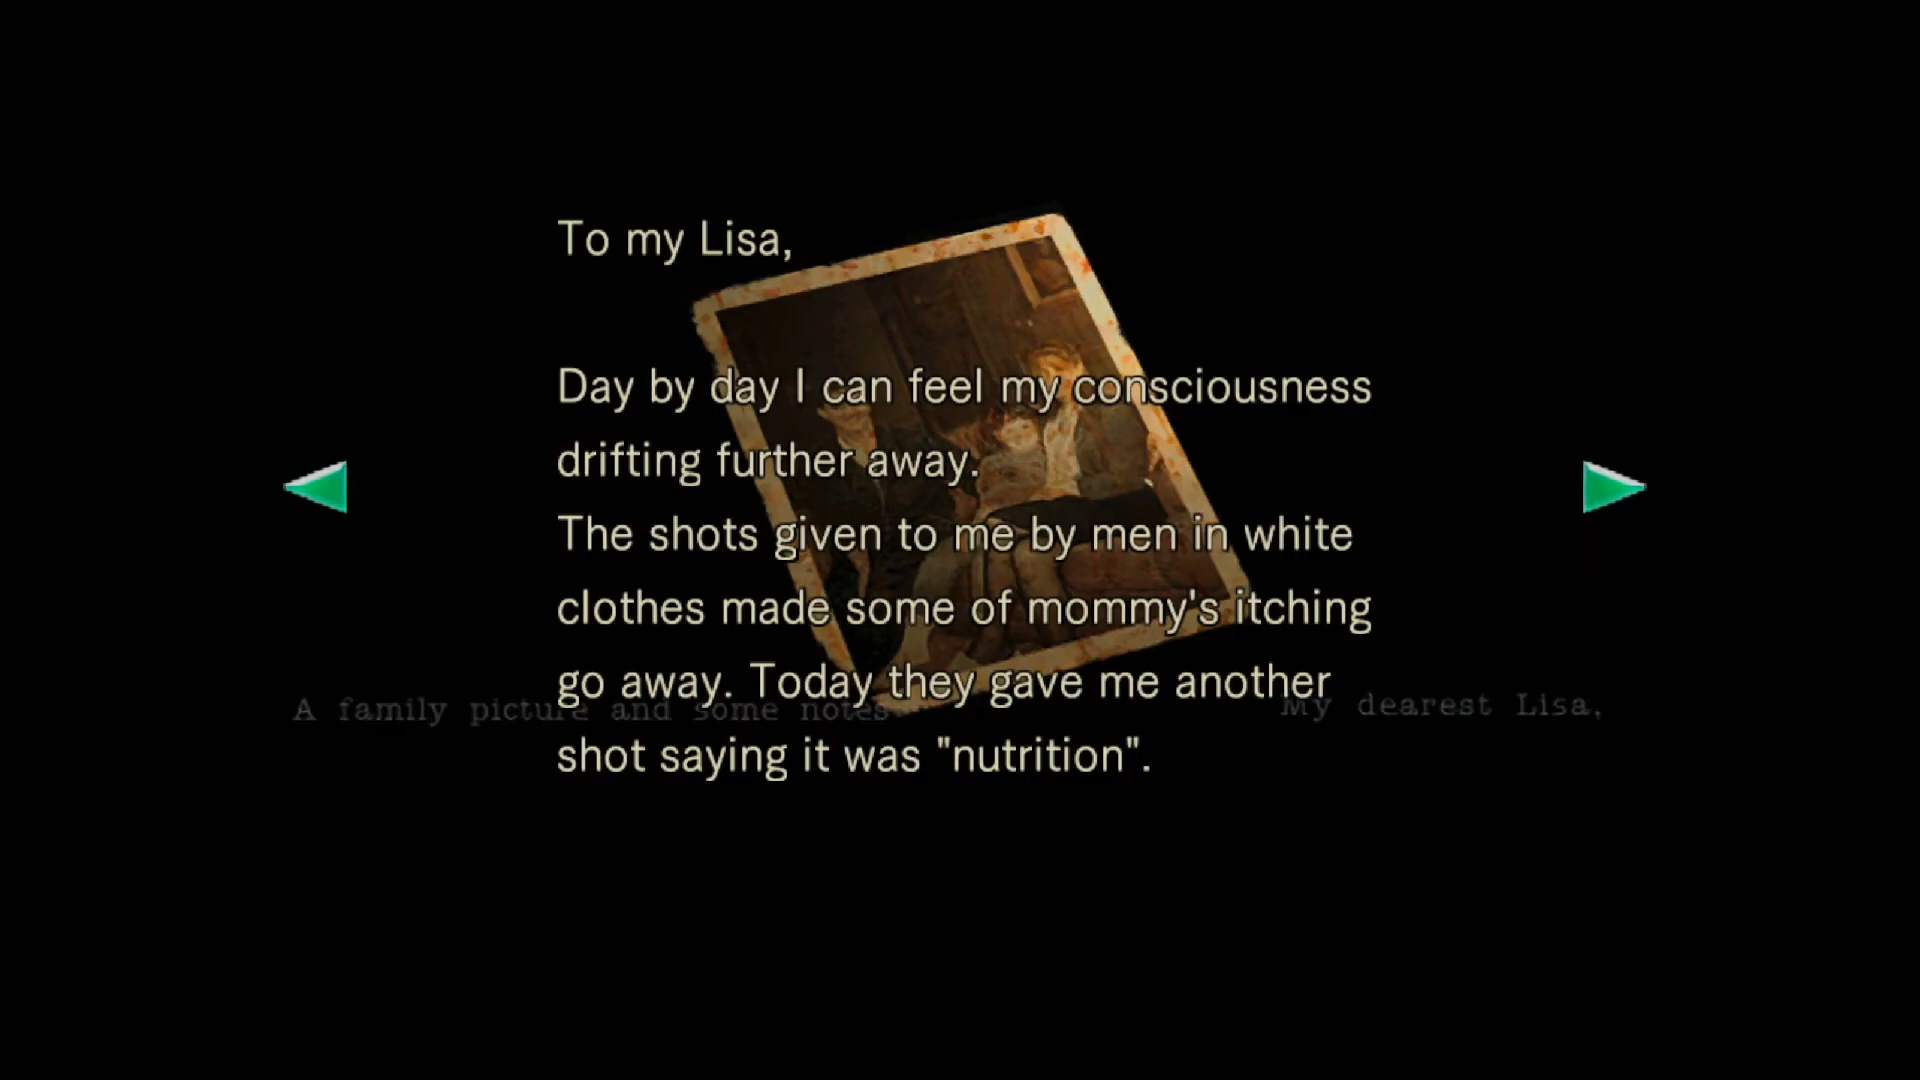 To my Lisa,
Day by day I can feel my consciousness
drifting further away.
The shots given to me by men in white
clothes made some of mommy's itching
go away. Today they gave me another
shot saying it was "nutrition".
A family picture and some notes
My dearest Lisa,